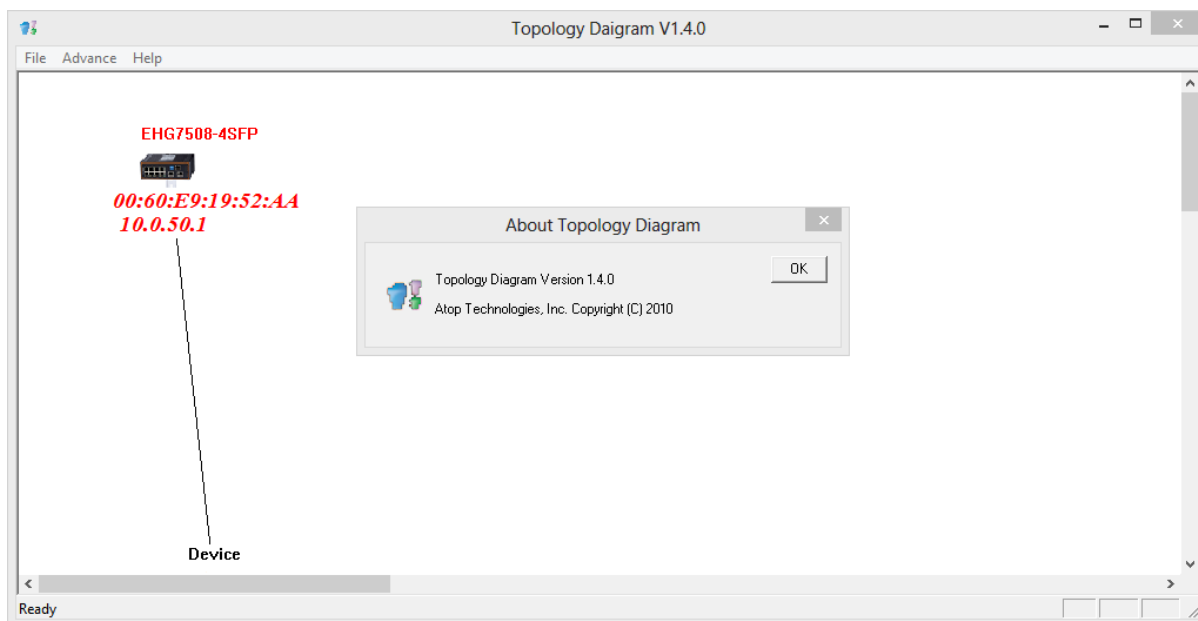 Topology Daigram V1.4.0
File Advance Help
EHG7508-4SFP
00:60:E9:19:52:AA
10.0.50.1
About Topology Diagram
Topology Diagram Version 1.4.0
OK
Atop Technologies, Inc. Copyright (C) 2010
Device
Ready